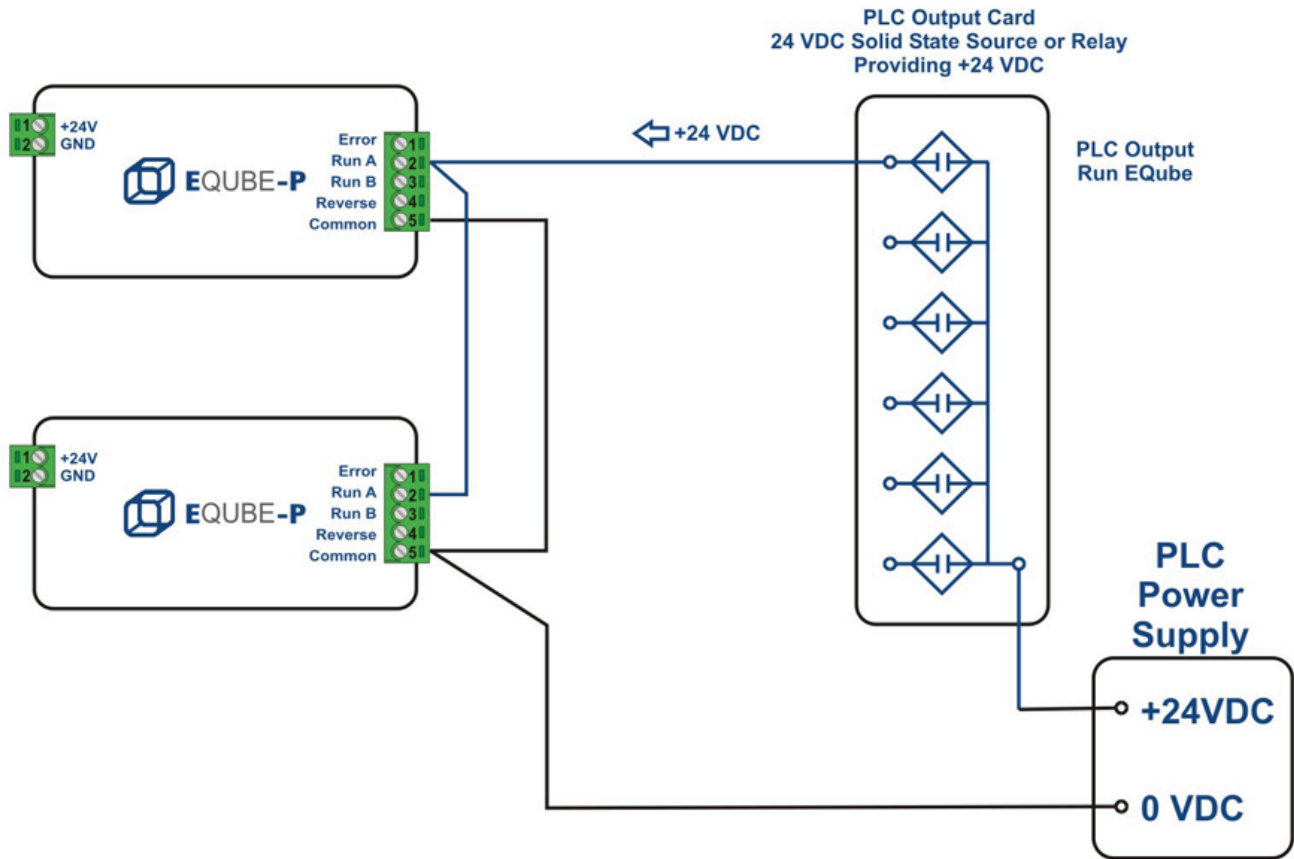 PLC Output Card
24 VDC Solid State Source or Relay
Providing +24 VDC
1 +24V
2 GND
EQUBE-P
Error 1
Run A 2
Run B 3
Reverse 4
Common 5
+24 VDC
PLC Output
Run EQube
1 +24V
2 GND
EQUBE-P
Error 1
Run A 2
Run B 3
Reverse 4
Common 5
PLC
Power
Supply
+24VDC
0 VDC